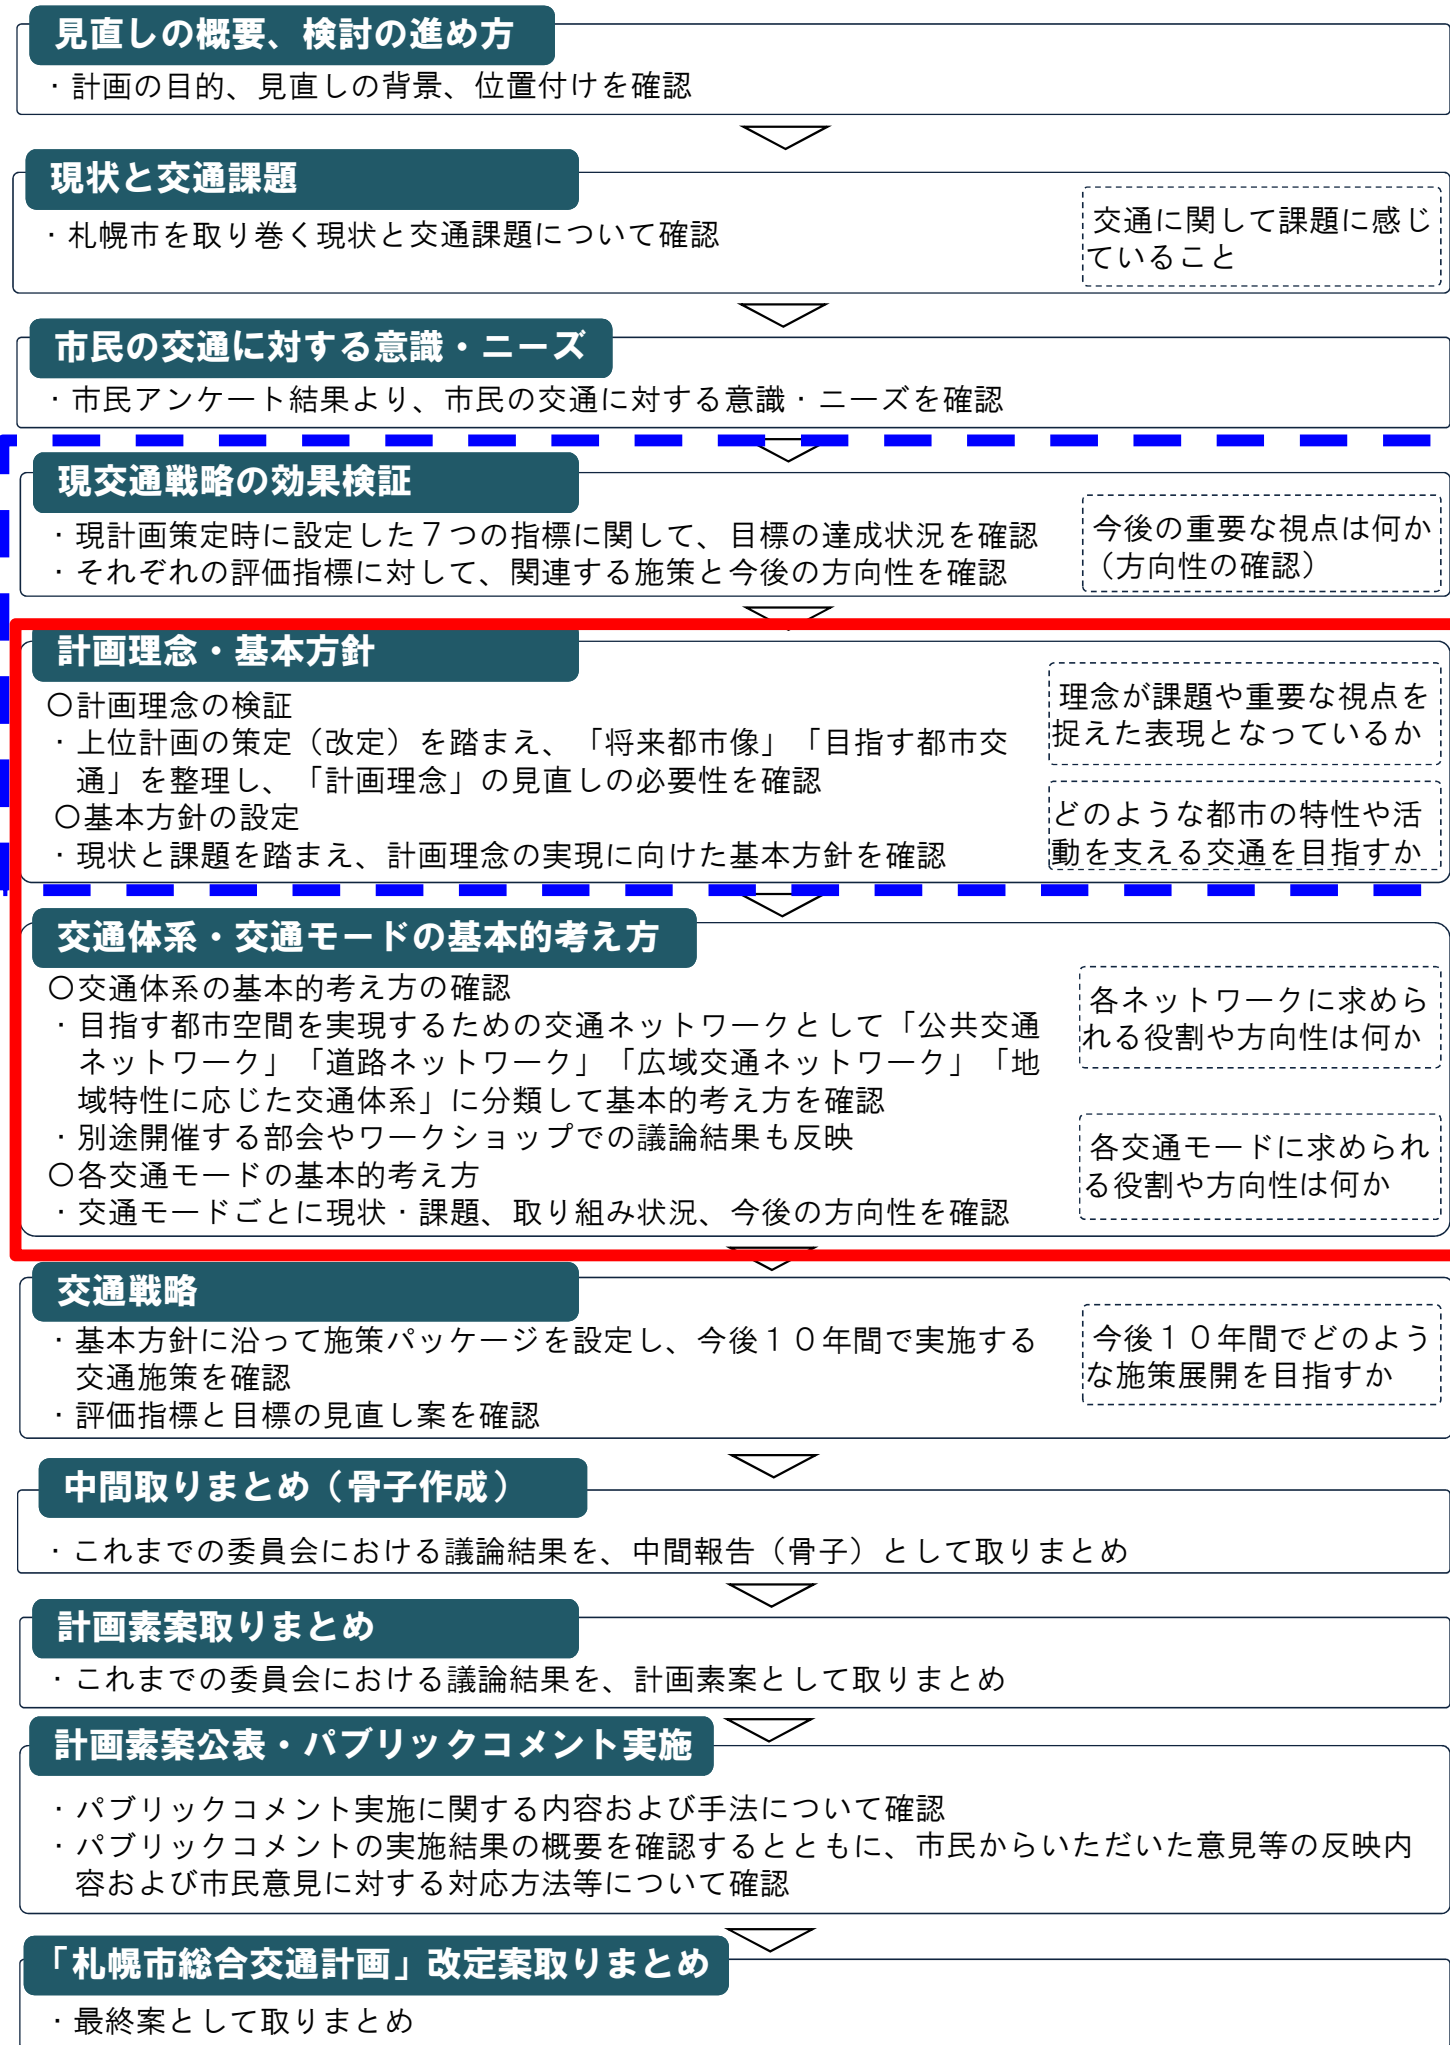 見直しの概要、検討の進め方
・計画の目的、見直しの背景、位置付けを確認
現状と交通課題
・札幌市を取り巻く現状と交通課題について確認
交通に関して課題に感じ
ていること
市民の交通に対する意識・ニーズ
・市民アンケート結果より、市民の交通に対する意識・ニーズを確認
現交通戦略の効果検証
・現計画策定時に設定した７つの指標に関して、目標の達成状況を確認
・それぞれの評価指標に対して、関連する施策と今後の方向性を確認
今後の重要な視点は何か
（方向性の確認）
計画理念・基本方針
〇計画理念の検証
・上位計画の策定（改定）を踏まえ、「将来都市像」「目指す都市交
通」を整理し、「計画理念」の見直しの必要性を確認
〇基本方針の設定
・現状と課題を踏まえ、計画理念の実現に向けた基本方針を確認
理念が課題や重要な視点を
捉えた表現となっているか
どのような都市の特性や活
動を支える交通を目指すか
交通体系・交通モードの基本的考え方
〇交通体系の基本的考え方の確認
・目指す都市空間を実現するための交通ネットワークとして「公共交通
ネットワーク」「道路ネットワーク」「広域交通ネットワーク」「地
域特性に応じた交通体系」に分類して基本的考え方を確認
・別途開催する部会やワークショップでの議論結果も反映
〇各交通モードの基本的考え方
・交通モードごとに現状・課題、取り組み状況、今後の方向性を確認
各ネットワークに求めら
れる役割や方向性は何か
各交通モードに求められ
る役割や方向性は何か
交通戦略
・基本方針に沿って施策パッケージを設定し、今後１０年間で実施する
交通施策を確認
・評価指標と目標の見直し案を確認
今後１０年間でどのよう
な施策展開を目指すか
中間取りまとめ（骨子作成）
・これまでの委員会における議論結果を、中間報告（骨子）として取りまとめ
計画素案取りまとめ
・これまでの委員会における議論結果を、計画素案として取りまとめ
計画素案公表・パブリックコメント実施
・パブリックコメント実施に関する内容および手法について確認
・パブリックコメントの実施結果の概要を確認するとともに、市民からいただいた意見等の反映内
容および市民意見に対する対応方法等について確認
「札幌市総合交通計画」改定案取りまとめ
・最終案として取りまとめ